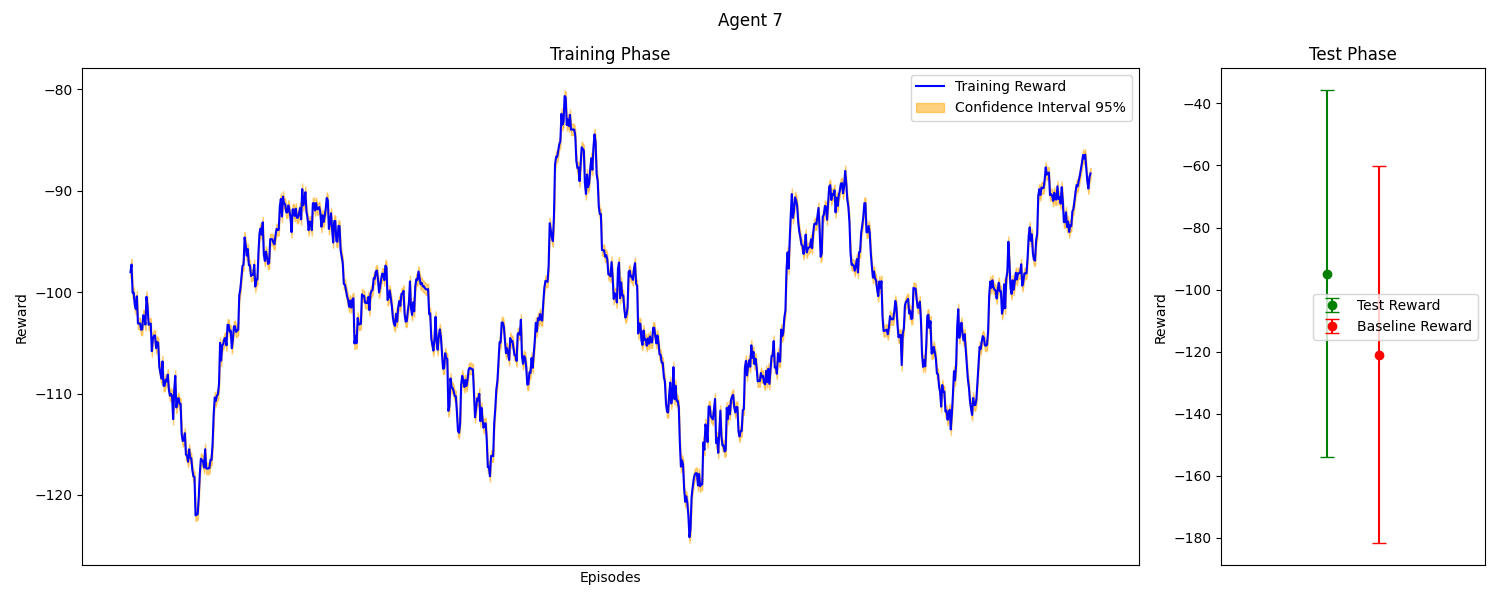 Agent 7
Training Phase
Reward
−80
−90
−100
−110
−120
Training Reward
Confidence Interval 95%
Episodes
Test Phase
Reward
−40
−60
−80
−100
−120
−140
−160
−180
Test Reward
Baseline Reward